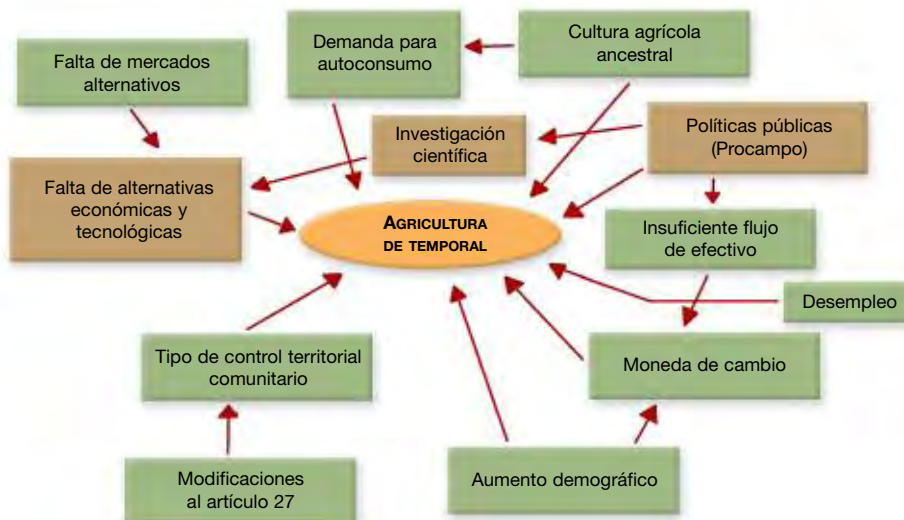 Falta de mercados
alternativos
Demanda para
autoconsumo
Cultura agrícola
ancestral
Investigación
científica
Políticas públicas
(Procampo)
Falta de alternativas
económicas y
tecnológicas
AGRICULTURA
DE TEMPORAL
Insuficiente flujo
de efectivo
Desempleo
Tipo de control territorial
comunitario
Moneda de cambio
Modificaciones
al artículo 27
Aumento demográfico